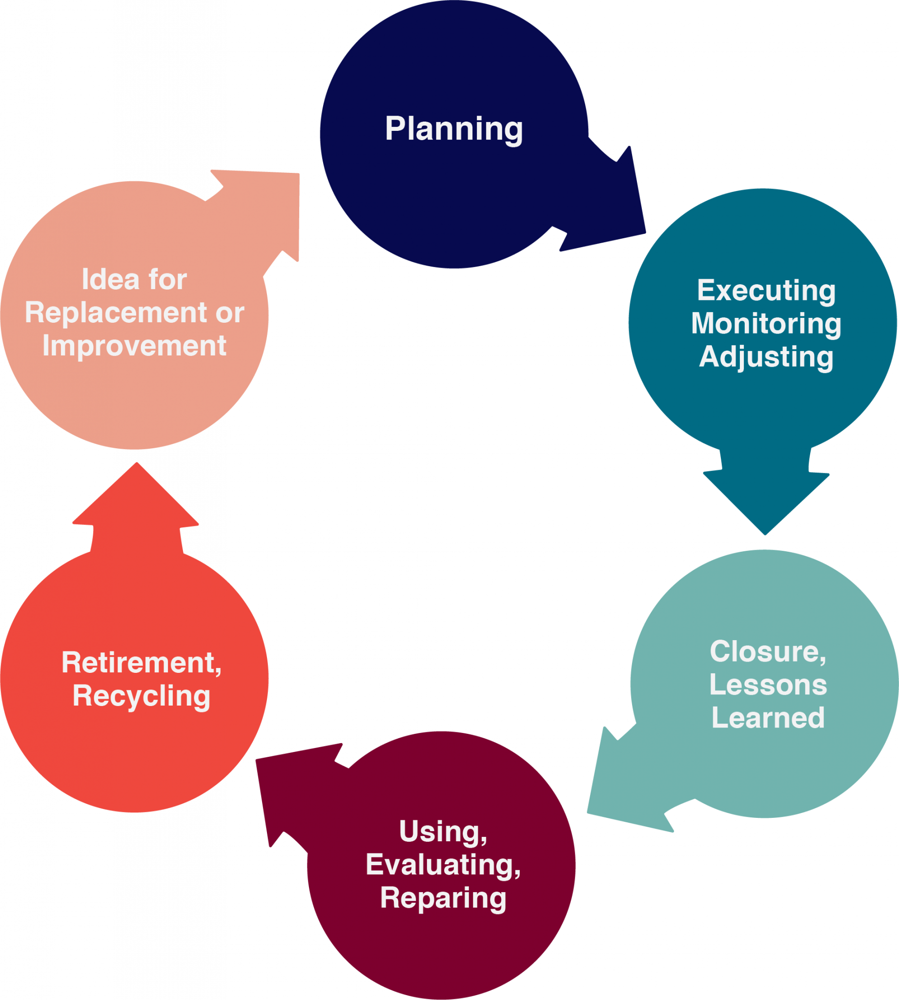 Planning
Executing
Monitoring
Adjusting
Closure,
Lessons
Learned
Using,
Evaluating,
Reparing
Retirement,
Recycling
Idea for
Replacement or
Improvement